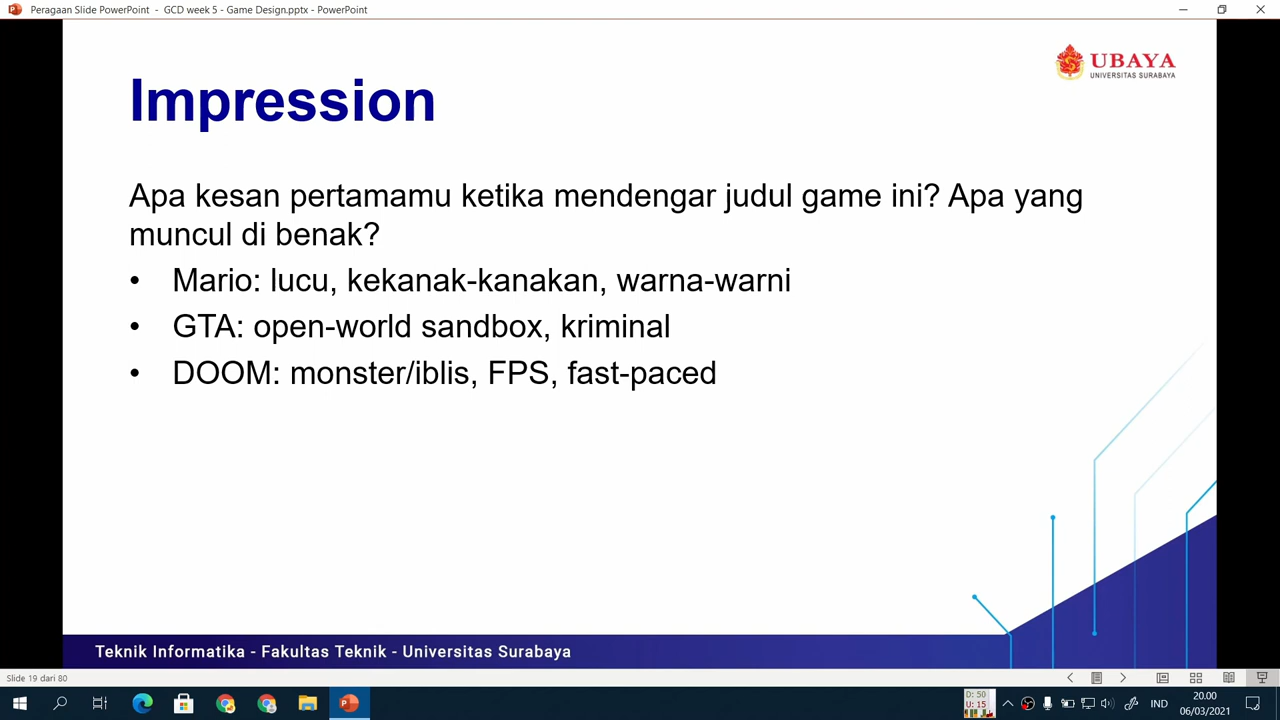 Peragaan Slide PowerPoint - GCD week 5 - Game Design.pptx - PowerPoint
UBAYA
UNIVERSITAS SURABAYA
Impression
Apa kesan pertamamu ketika mendengar judul game ini? Apa yang
muncul di benak?
• Mario: lucu, kekanak-kanakan, warna-warni
• GTA: open-world sandbox, kriminal
• DOOM: monster/iblis, FPS, fast-paced
Teknik Informatika - Fakultas Teknik - Universitas Surabaya
Slide 19 dari 80
D: 50
U: 15
IND
20.00
06/03/2021